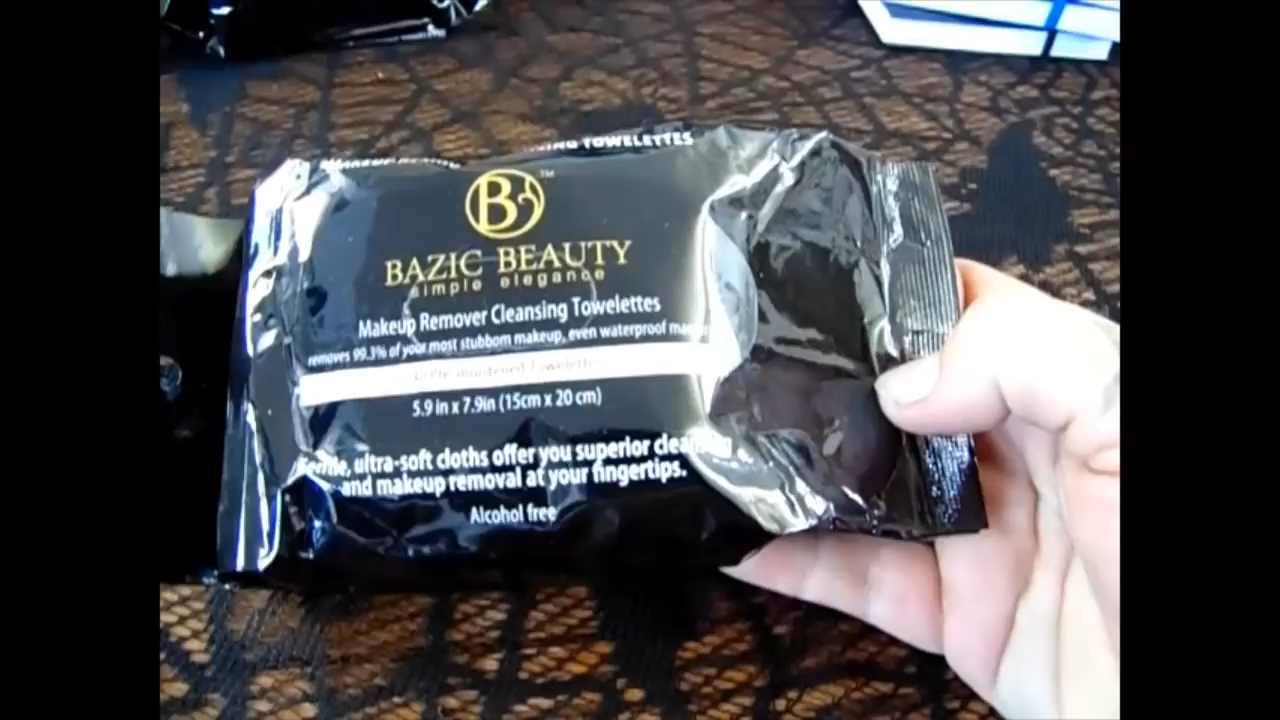 TOWELETTES
B
TM
BAZIC BEAUTY
simple elegance
Makeup Remover Cleansing Towelettes
removes 99.3% of your most stubborn makeup, even waterproof
Towelettes
5.9 in x 7.9in (15cm x 20 cm)
ultra-soft cloths offer you superior
and makeup removal at your fingertips.
Alcohol free